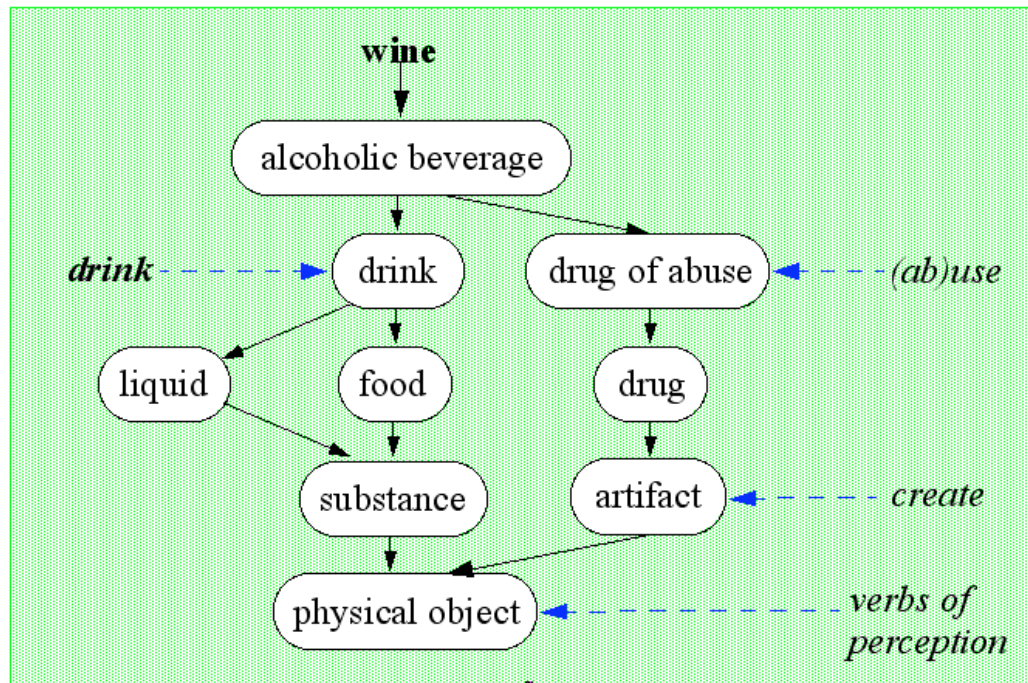 wine
alcoholic beverage
drink
drink
drug of abuse
(ab)use
liquid
food
drug
substance
artifact
create
physical object
verbs of
perception